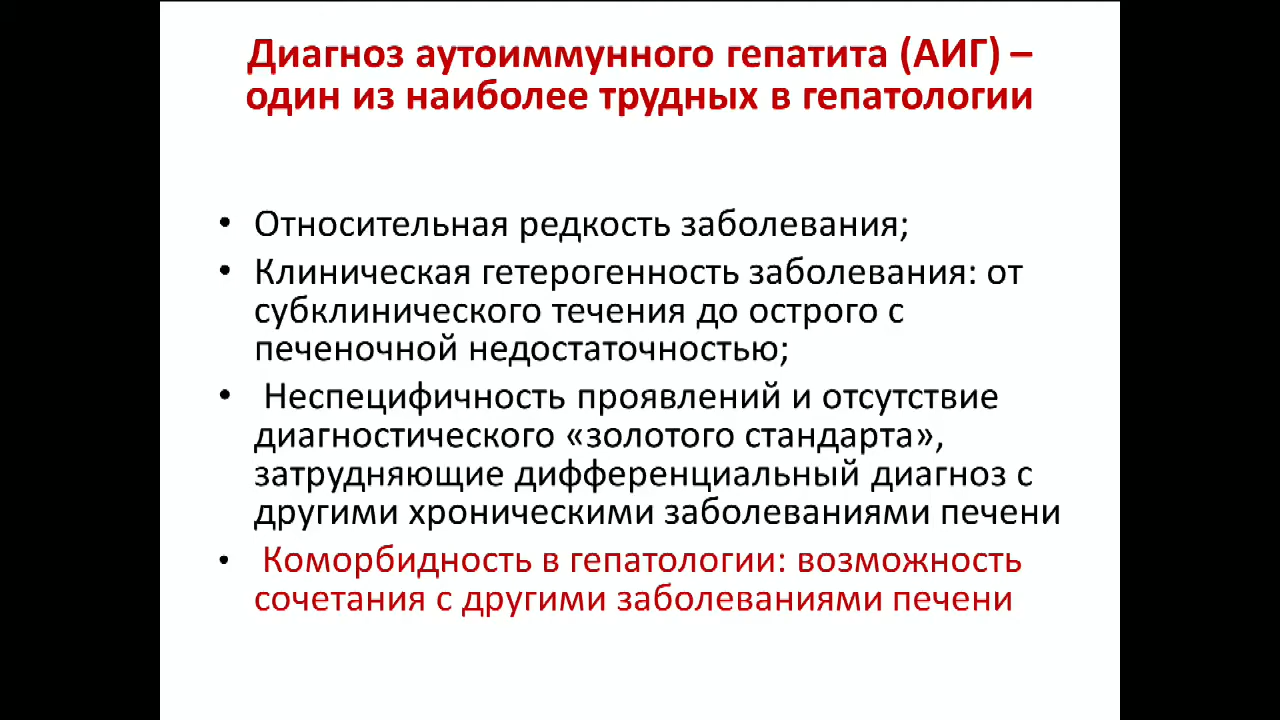 Диагноз аутоиммунного гепатита (АИГ) –
один из наиболее трудных в гепатологии
• Относительная редкость заболевания;
• Клиническая гетерогенность заболевания: от
субклинического течения до острого с
печеночной недостаточностью;
• Неспецифичность проявлений и отсутствие
диагностического «золотого стандарта»,
затрудняющие дифференциальный диагноз с
другими хроническими заболеваниями печени
• Коморбидность в гепатологии: возможность
сочетания с другими заболеваниями печени